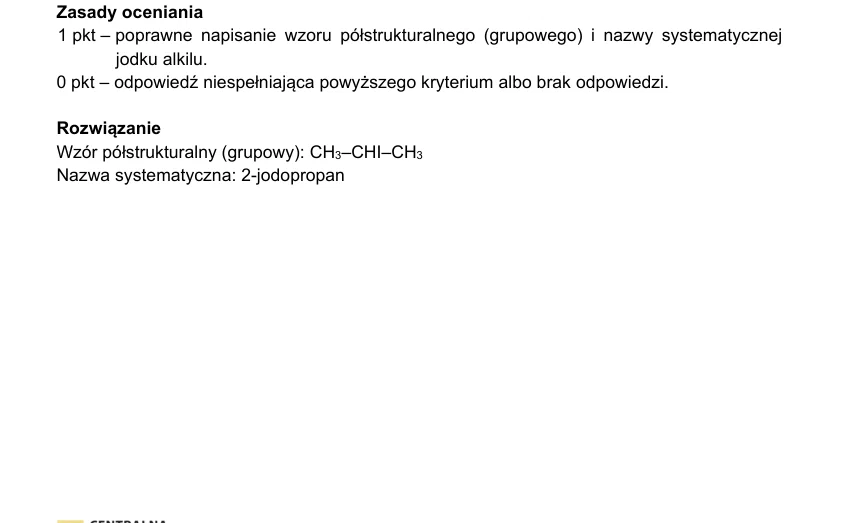 Zasady oceniania
1 pkt – poprawne napisanie wzoru półstrukturalnego (grupowego) i nazwy systematycznej
jodku alkilu.
0 pkt – odpowiedź niespełniająca powyższego kryterium albo brak odpowiedzi.
Rozwiązanie
Wzór półstrukturalny (grupowy): CH₃–CHI–CH₃
Nazwa systematyczna: 2-jodopropan
CENTRALNA